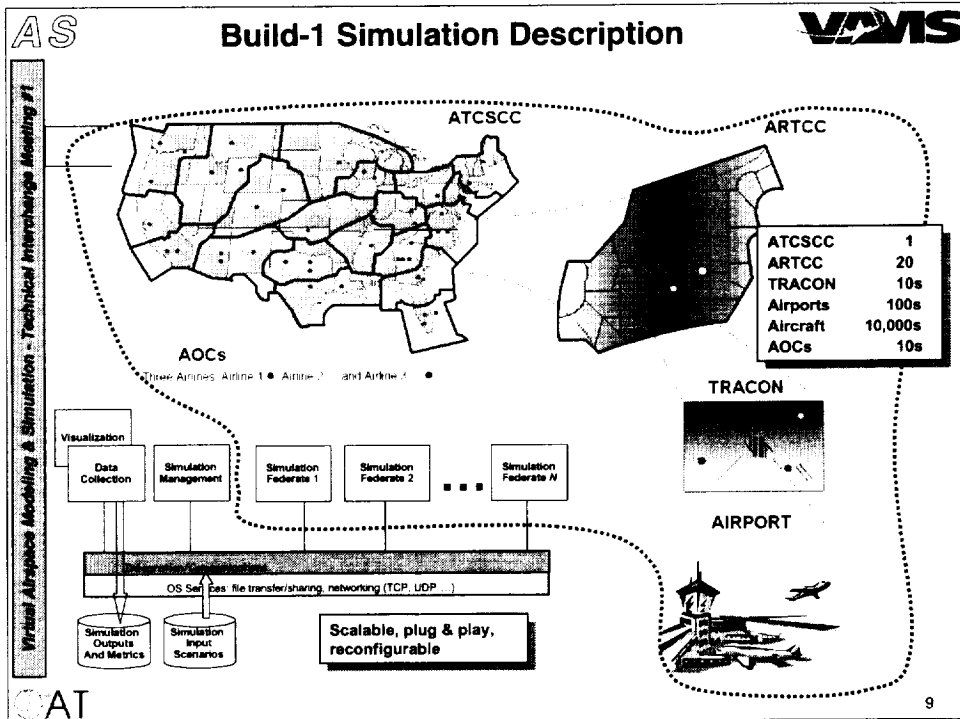 AS
Build-1 Simulation Description
VAMS
Virtual Airspace Modeling & Simulation - Technical Interchange Meeting #1
ATCSCC
ARTCC
ATCSCC 1
ARTCC 20
TRACON 10s
Airports 100s
Aircraft 10,000s
AOCs 10s
AOCs
Three Airlines: Airline 1 Airline 2 and Airline 3
TRACON
Visualization
Data
Collection
Simulation
Management
Simulation
Federate 1
Simulation
Federate 2
Simulation
Federate N
AIRPORT
OS Services: file transfer/sharing, networking (TCP, UDP ...)
Simulation
Outputs
And Metrics
Simulation
Input
Scenarios
Scalable, plug & play,
reconfigurable
AT
9